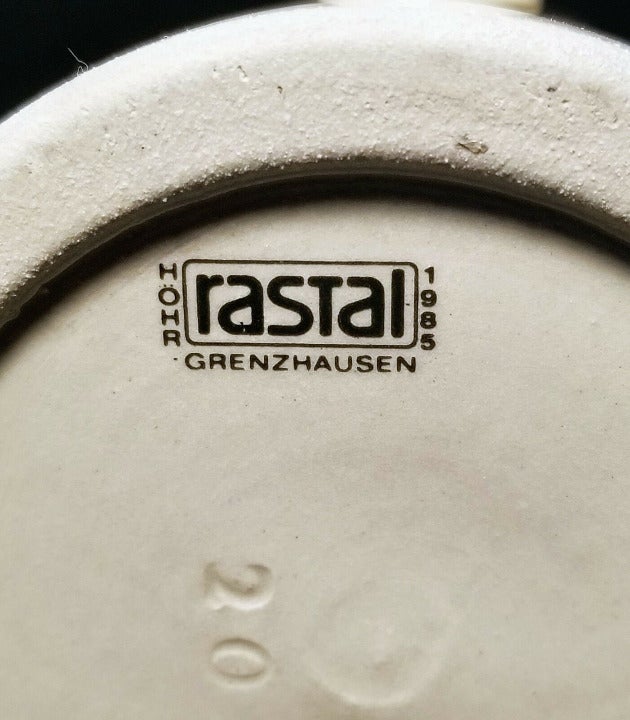 HÖHR
rastal
1985
·GRENZHAUSEN
20